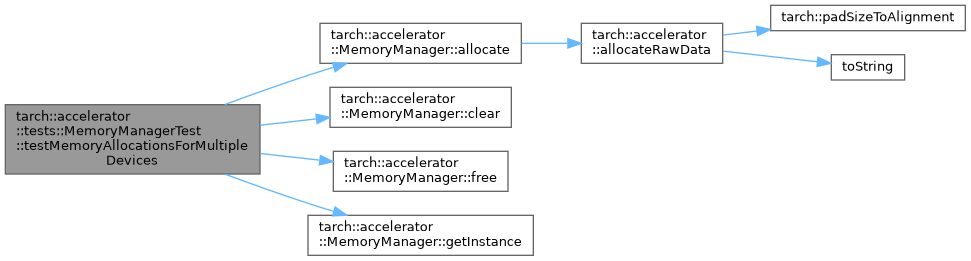 tarch::accelerator
::tests::MemoryManagerTest
::testMemoryAllocationsForMultiple
Devices
tarch::accelerator
::MemoryManager::allocate
tarch::accelerator
::MemoryManager::clear
tarch::accelerator
::MemoryManager::free
tarch::accelerator
::MemoryManager::getInstance
tarch::accelerator
::allocateRawData
tarch::padSizeToAlignment
toString